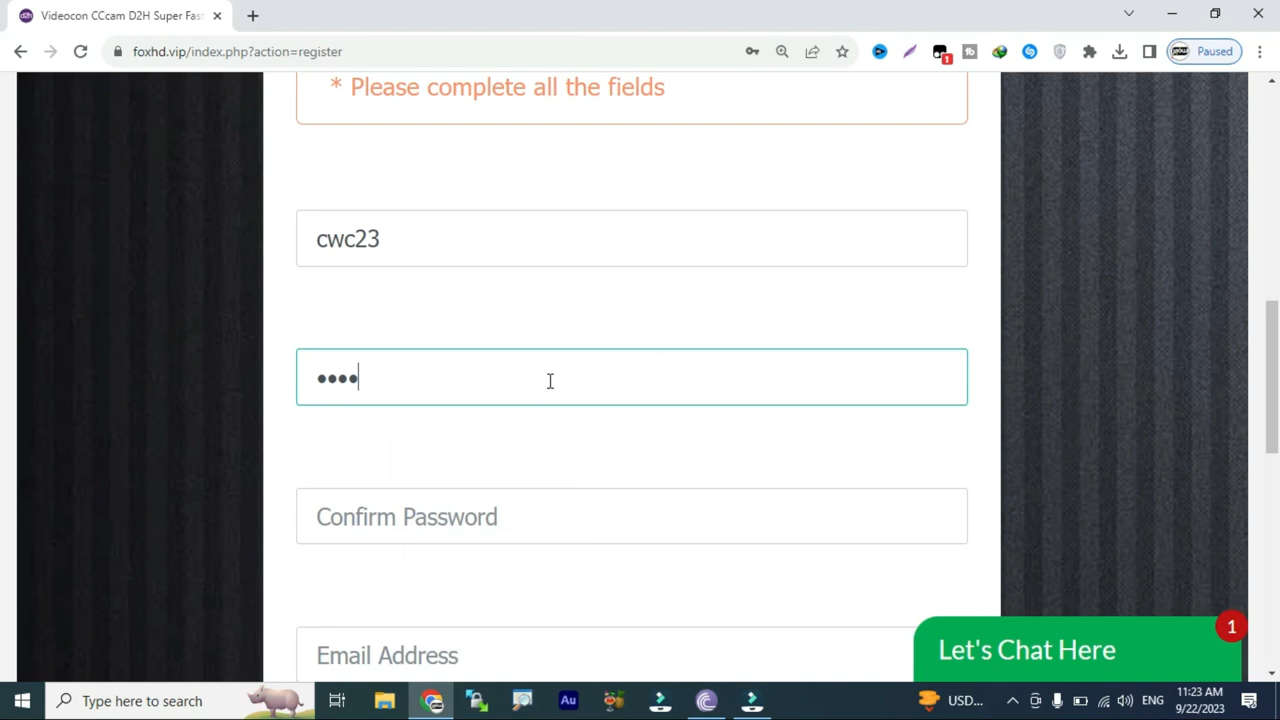 Videocon CCcam D2H Super Fast
foxhd.vip/index.php?action=register
1
Paused
* Please complete all the fields
cwc23
••••
Confirm Password
Email Address
Let's Chat Here
1
Type here to search
Au
USD...
ENG
11:23 AM
9/22/2023